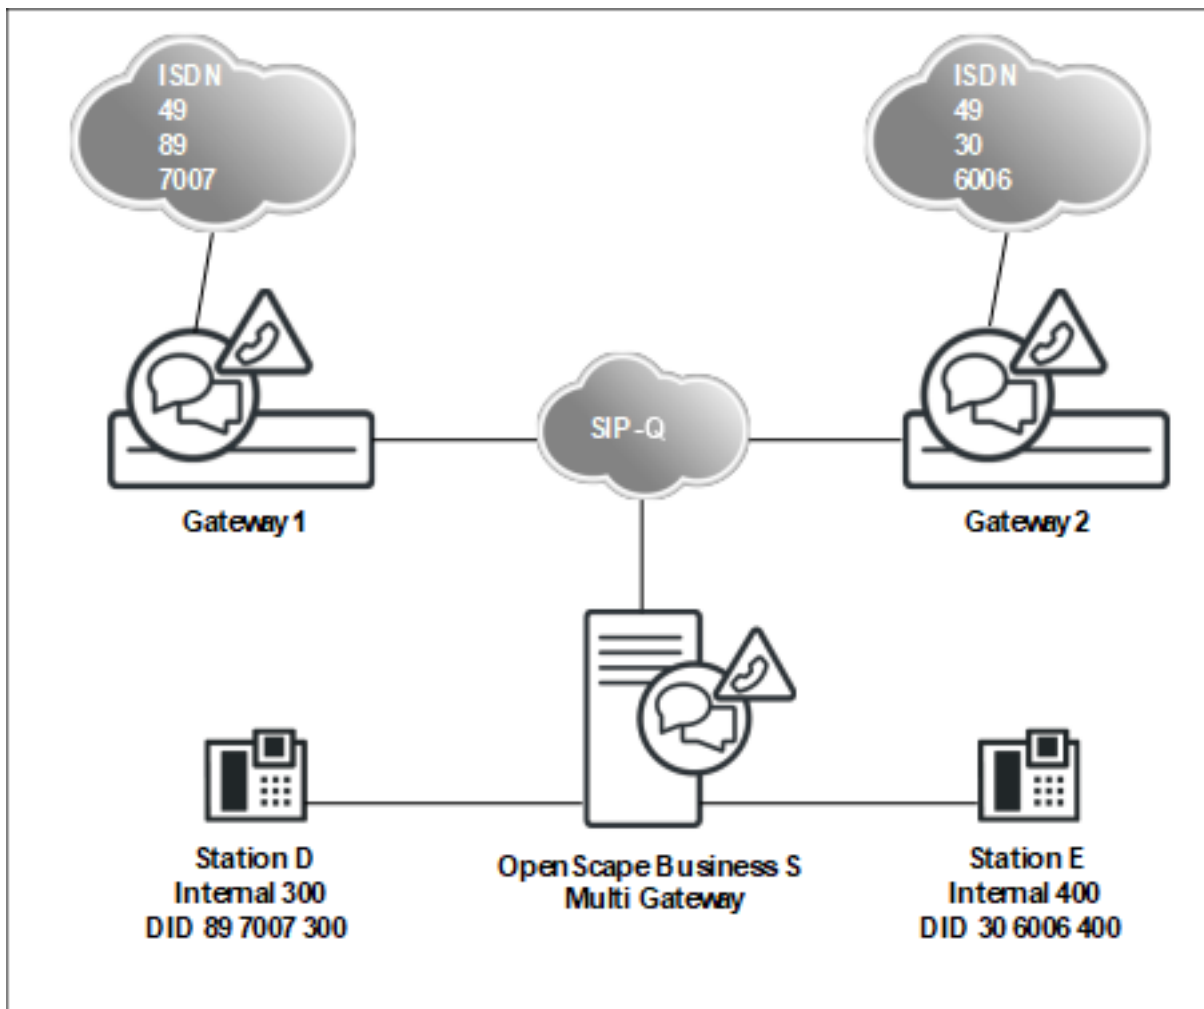 ISDN
49
89
7007
ISDN
49
30
6006
SIP-Q
Gateway 1
Gateway 2
Station D
Internal 300
DID 89 7007 300
OpenScape Business S
Multi Gateway
Station E
Internal 400
DID 30 6006 400